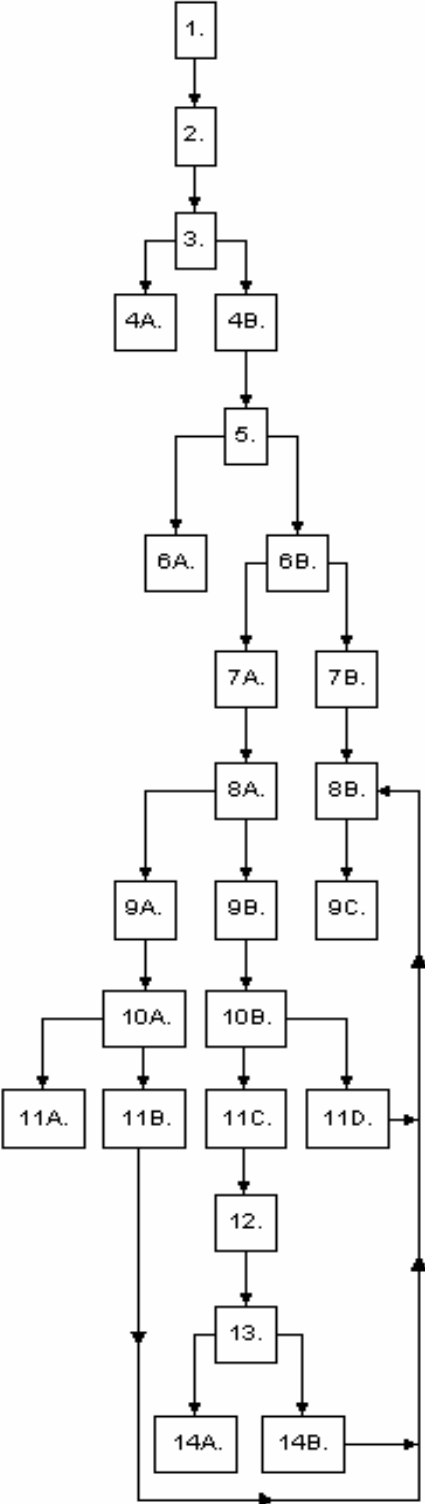 1.
2.
3.
4A. 4B.
5.
6A. 6B.
7A. 7B.
8A. 8B.
9A. 9B. 9C.
10A. 10B.
11A. 11B. 11C. 11D.
12.
13.
14A. 14B.